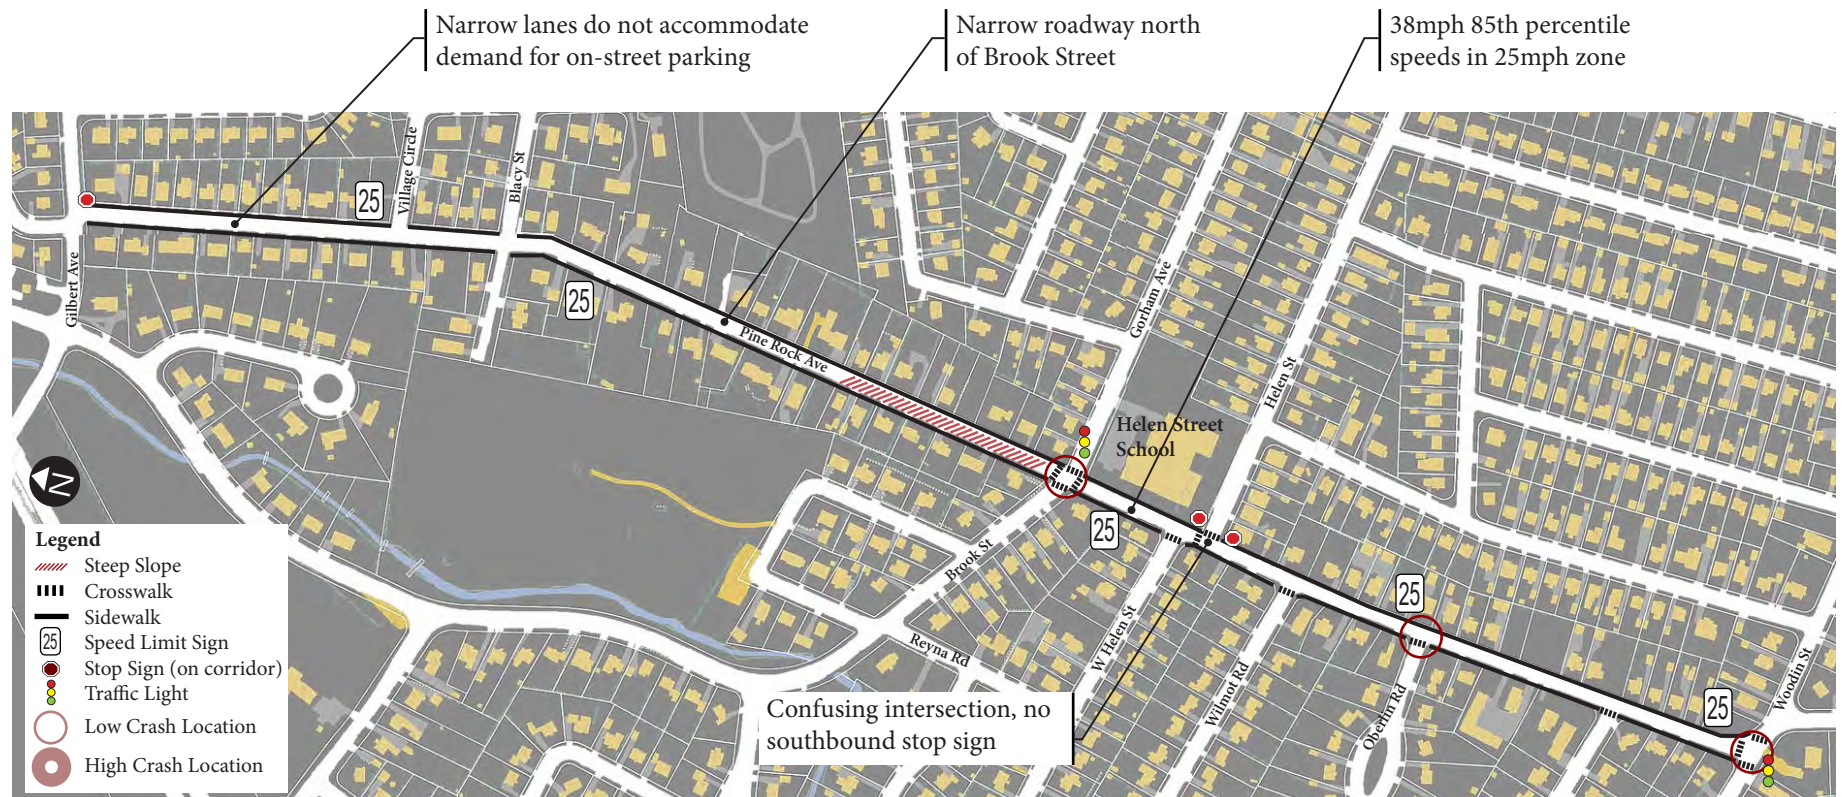 Narrow lanes do not accommodate
demand for on-street parking
Narrow roadway north
of Brook Street
38mph 85th percentile
speeds in 25mph zone
Village Circle
Blacy St
25
Gilbert Ave
25
Pine Rock Ave
Gorham Ave
Helen St
Helen Street
School
25
Brook St
25
Reyna Rd
W Helen St
Wilmot Rd
Oberlin Rd
Woodin St
25
Confusing intersection, no
southbound stop sign
N
Legend
Steep Slope
Crosswalk
Sidewalk
25 Speed Limit Sign
Stop Sign (on corridor)
Traffic Light
Low Crash Location
High Crash Location